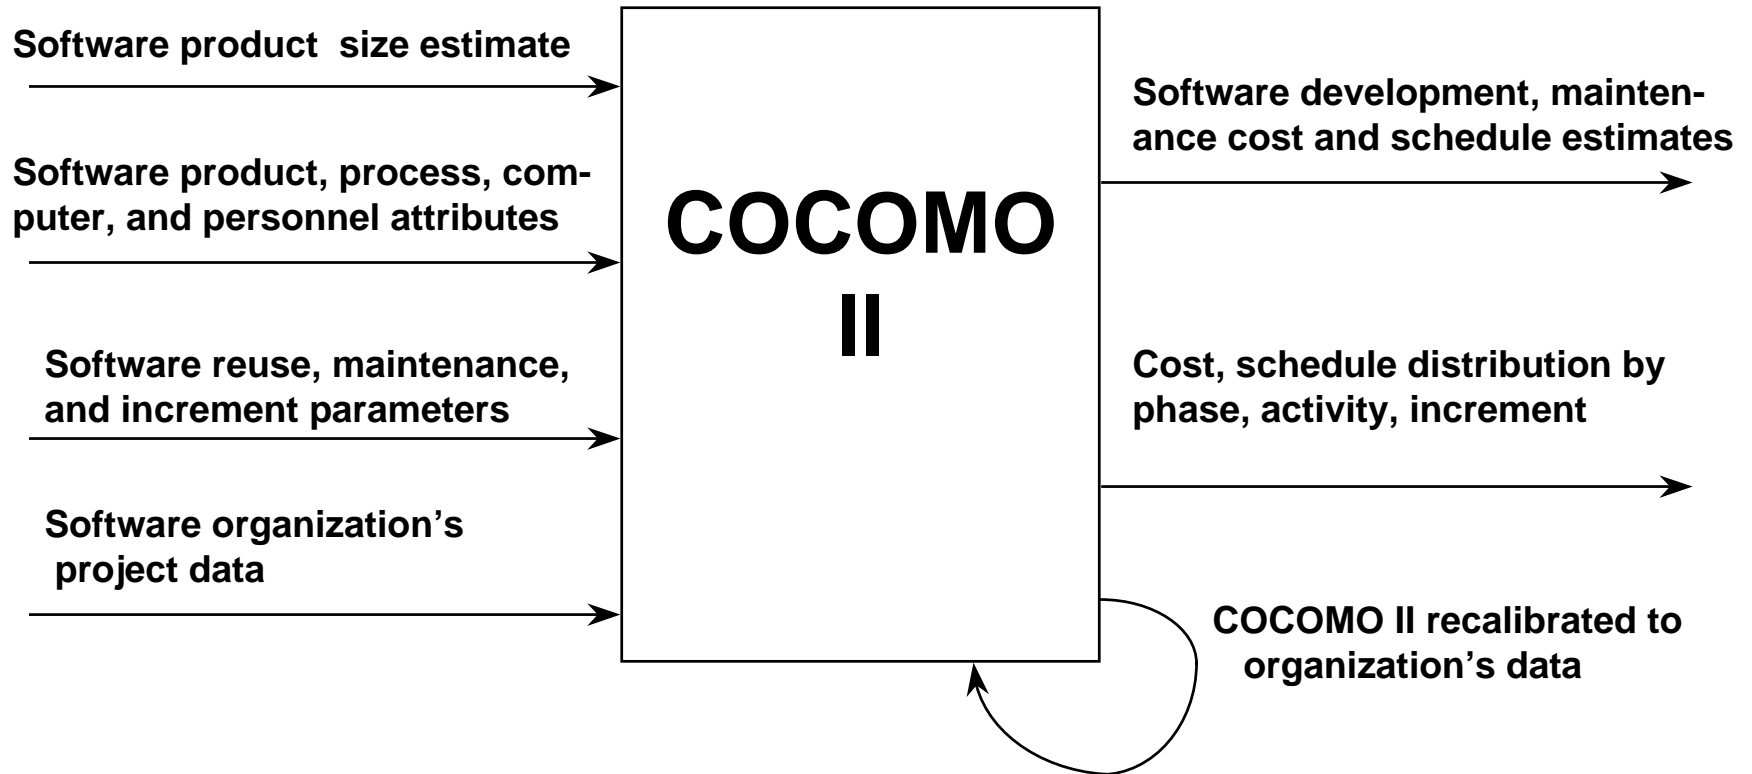 Software product  size estimate
Software product, process, com-
puter, and personnel attributes
Software reuse, maintenance,
and increment parameters
Software organization’s
project data
COCOMO
II
Software development, mainten-
ance cost and schedule estimates
Cost, schedule distribution by
phase, activity, increment
COCOMO II recalibrated to
organization’s data